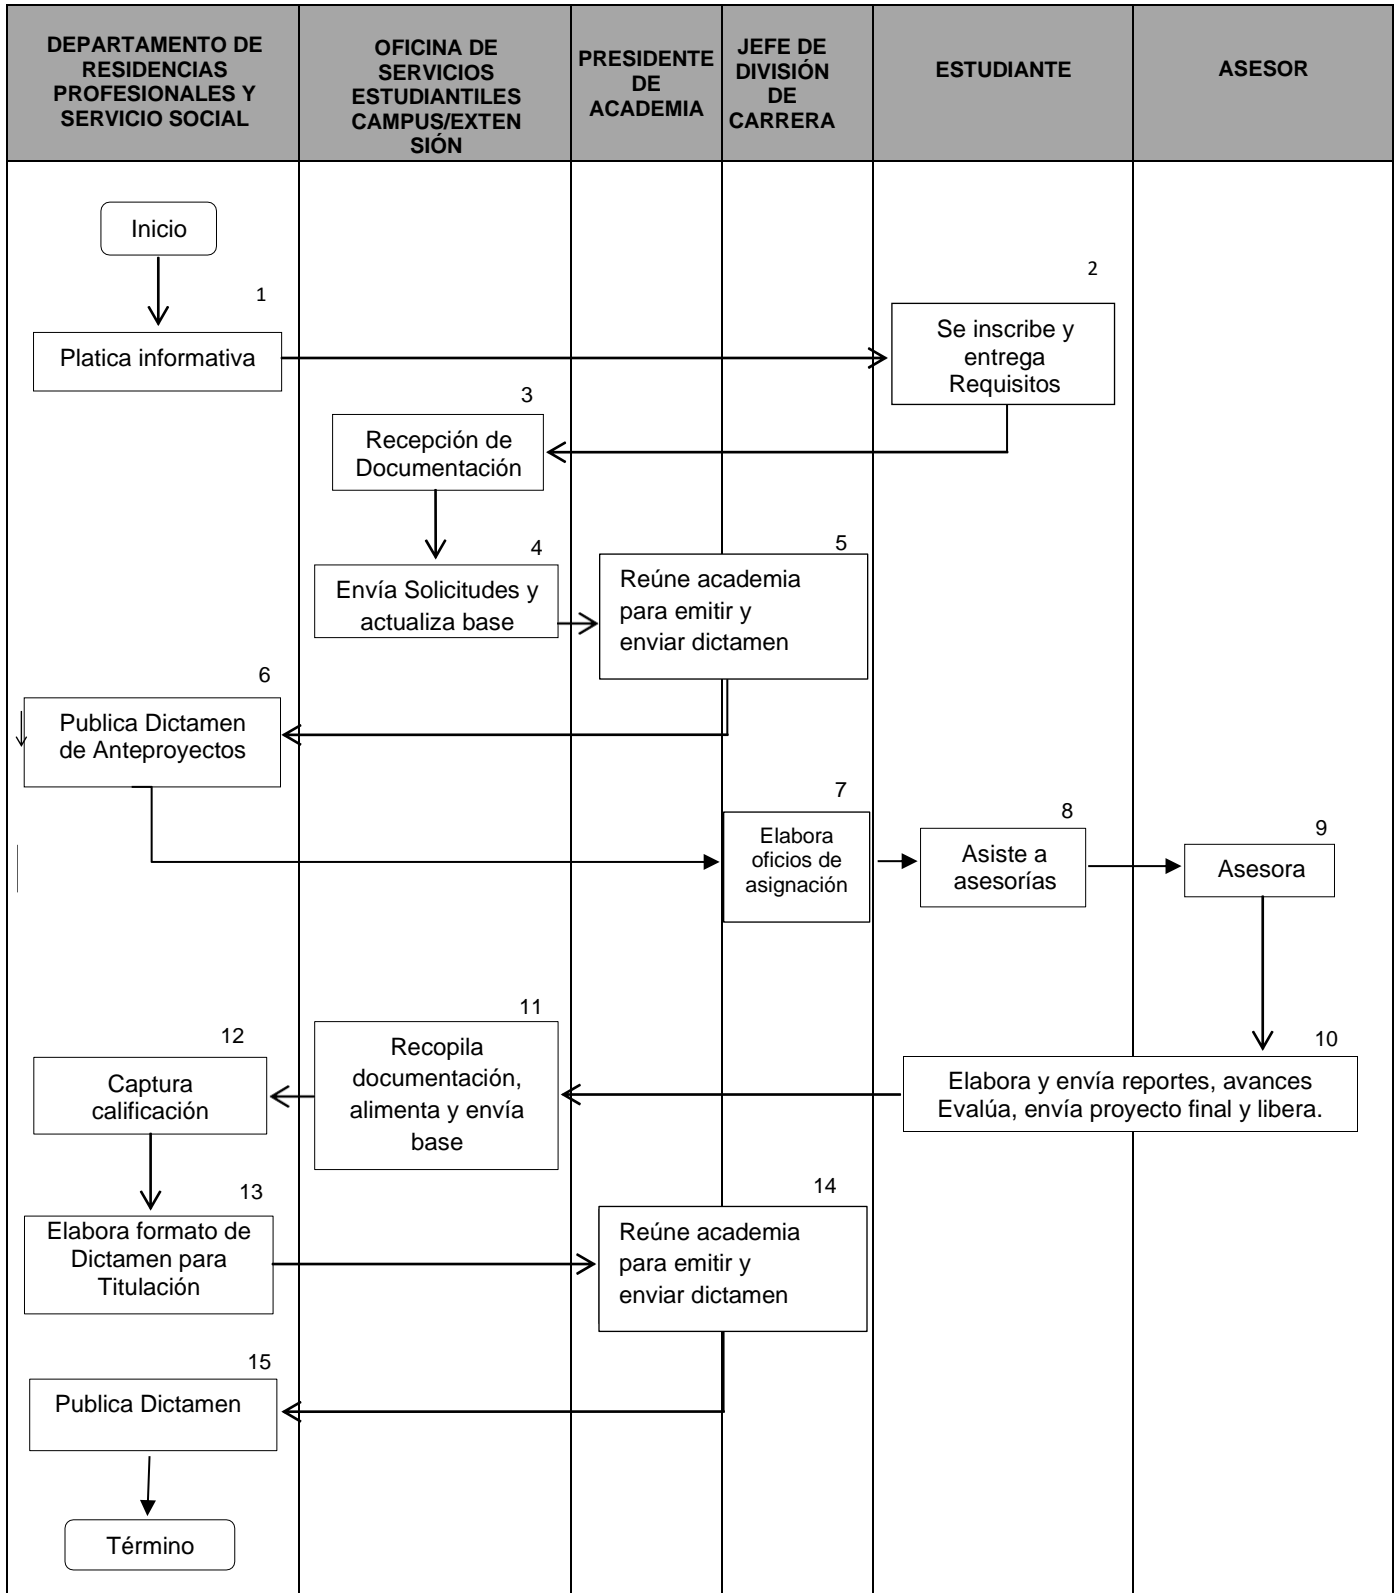 DEPARTAMENTO DE
RESIDENCIAS
PROFESIONALES Y
SERVICIO SOCIAL
OFICINA DE
SERVICIOS
ESTUDIANTILES
CAMPUS/EXTEN
SIÓN
PRESIDENTE
DE
ACADEMIA
JEFE DE
DIVISIÓN
DE
CARRERA
ESTUDIANTE
ASESOR
Inicio
1
Platica informativa
2
Se inscribe y
entrega
Requisitos
3
Recepción de
Documentación
4
Envía Solicitudes y
actualiza base
5
Reúne academia
para emitir y
enviar dictamen
6
Publica Dictamen
de Anteproyectos
7
Elabora
oficios de
asignación
8
Asiste a
asesorías
9
Asesora
10
Elabora y envía reportes, avances
Evalúa, envía proyecto final y libera.
11
Recopila
documentación,
alimenta y envía
base
12
Captura
calificación
13
Elabora formato de
Dictamen para
Titulación
14
Reúne academia
para emitir y
enviar dictamen
15
Publica Dictamen
Término